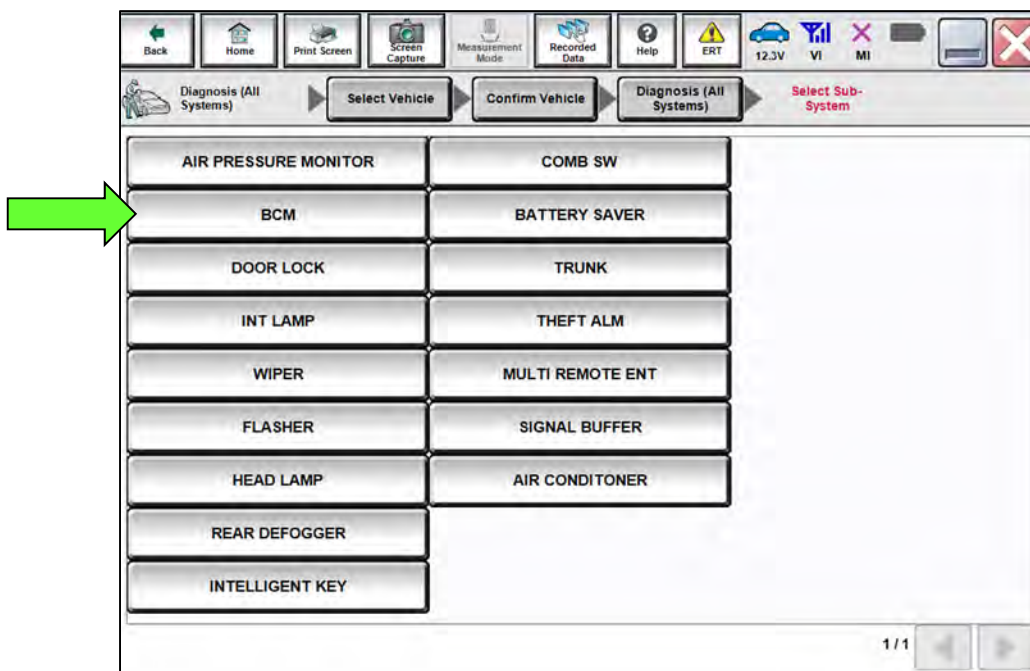 Back
Home
Print Screen
Screen
Capture
Measurement
Mode
Recorded
Data
Help
ERT
12.3V
VI
MI
Diagnosis (All
Systems)
Select Vehicle
Confirm Vehicle
Diagnosis (All
Systems)
Select Sub-
System
AIR PRESSURE MONITOR
COMB SW
BCM
BATTERY SAVER
DOOR LOCK
TRUNK
INT LAMP
THEFT ALM
WIPER
MULTI REMOTE ENT
FLASHER
SIGNAL BUFFER
HEAD LAMP
AIR CONDITONER
REAR DEFOGGER
INTELLIGENT KEY
1/1